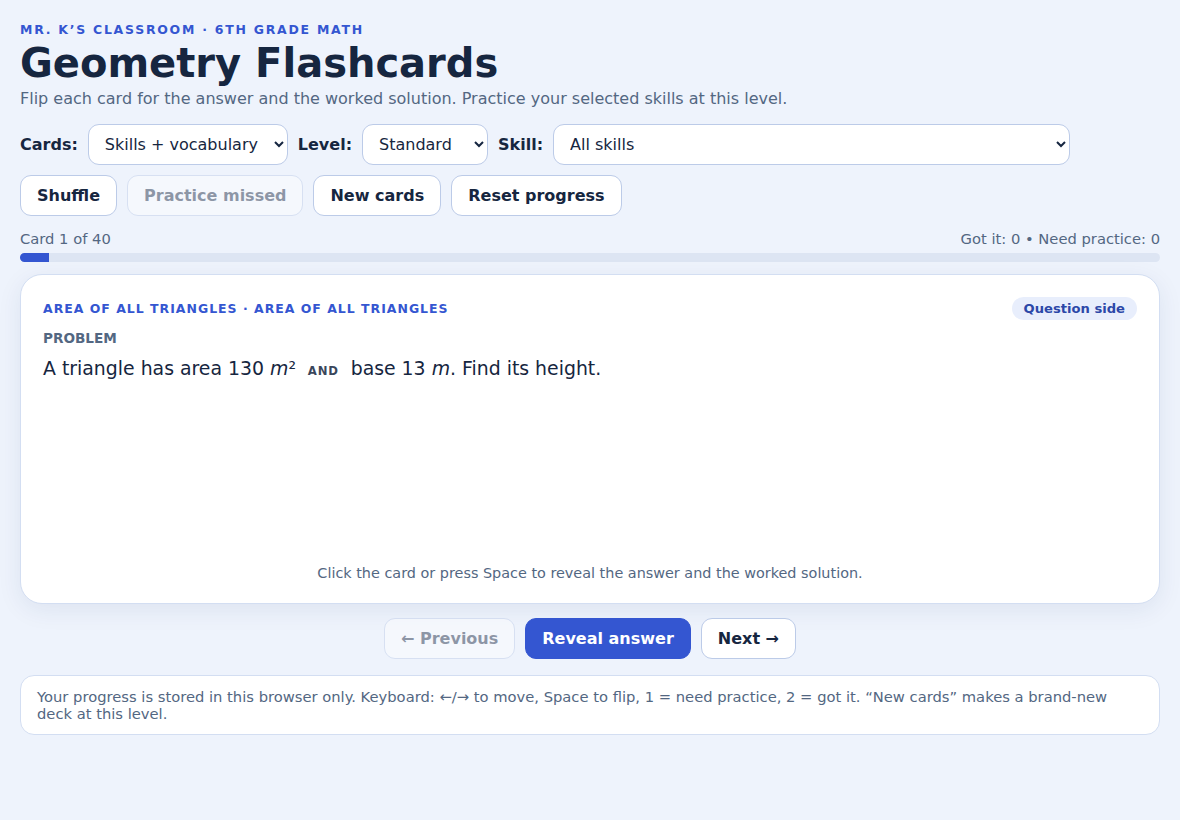 MR. K’S CLASSROOM · 6TH GRADE MATH
Geometry Flashcards
Flip each card for the answer and the worked solution. Practice your selected skills at this level.
Cards: Skills + vocabulary Level: Standard Skill: All skills
Shuffle Practice missed New cards Reset progress
Card 1 of 40 Got it: 0 • Need practice: 0
AREA OF ALL TRIANGLES · AREA OF ALL TRIANGLES Question side
PROBLEM
A triangle has area 130 m² AND base 13 m. Find its height.
Click the card or press Space to reveal the answer and the worked solution.
← Previous Reveal answer Next →
Your progress is stored in this browser only. Keyboard: ←/→ to move, Space to flip, 1 = need practice, 2 = got it. “New cards” makes a brand-new
deck at this level.